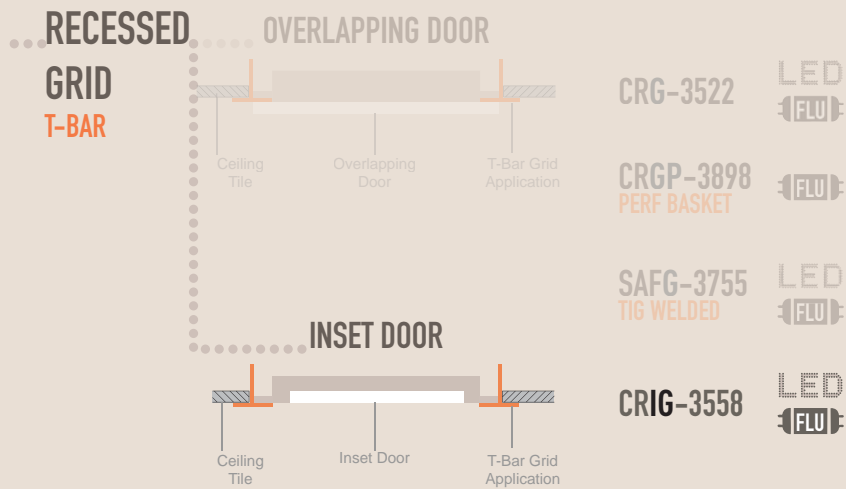 RECESSED
GRID
T-BAR
OVERLAPPING DOOR
Ceiling
Tile
Overlapping
Door
T-Bar Grid
Application
CRG-3522
LED
FLU
CRGP-3898
PERF BASKET
FLU
SAFG-3755
TIG WELDED
LED
FLU
INSET DOOR
Ceiling
Tile
Inset Door
T-Bar Grid
Application
CRIG-3558
LED
FLU